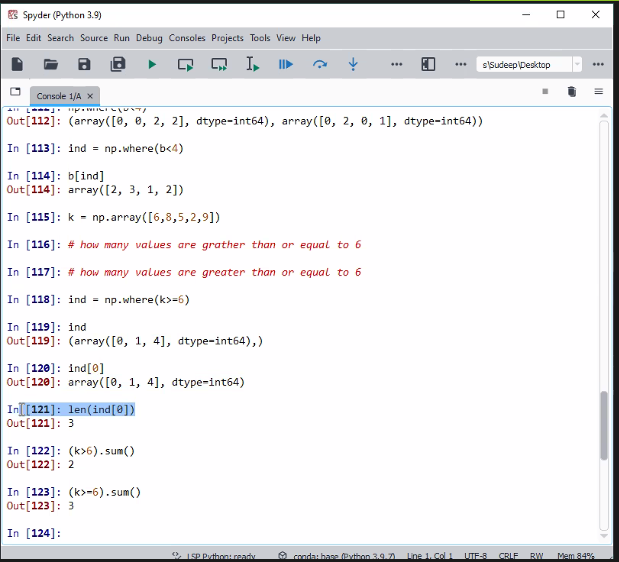 Spyder (Python 3.9)
File Edit Search Source Run Debug Consoles Projects Tools View Help
s\Sudeep\Desktop
Console 1/A
In [112]: np.where(b<4)
Out[112]: (array([0, 0, 2, 2], dtype=int64), array([0, 2, 0, 1], dtype=int64))
In [113]: ind = np.where(b<4)
In [114]: b[ind]
Out[114]: array([2, 3, 1, 2])
In [115]: k = np.array([6,8,5,2,9])
In [116]: # how many values are grather than or equal to 6
In [117]: # how many values are greater than or equal to 6
In [118]: ind = np.where(k>=6)
In [119]: ind
Out[119]: (array([0, 1, 4], dtype=int64),)
In [120]: ind[0]
Out[120]: array([0, 1, 4], dtype=int64)
In [121]: len(ind[0])
Out[121]: 3
In [122]: (k>6).sum()
Out[122]: 2
In [123]: (k>=6).sum()
Out[123]: 3
In [124]:
LSP Python: ready conda: base (Python 3.9.7) Line 1, Col 1 UTF-8 CRLF RW Mem 84%